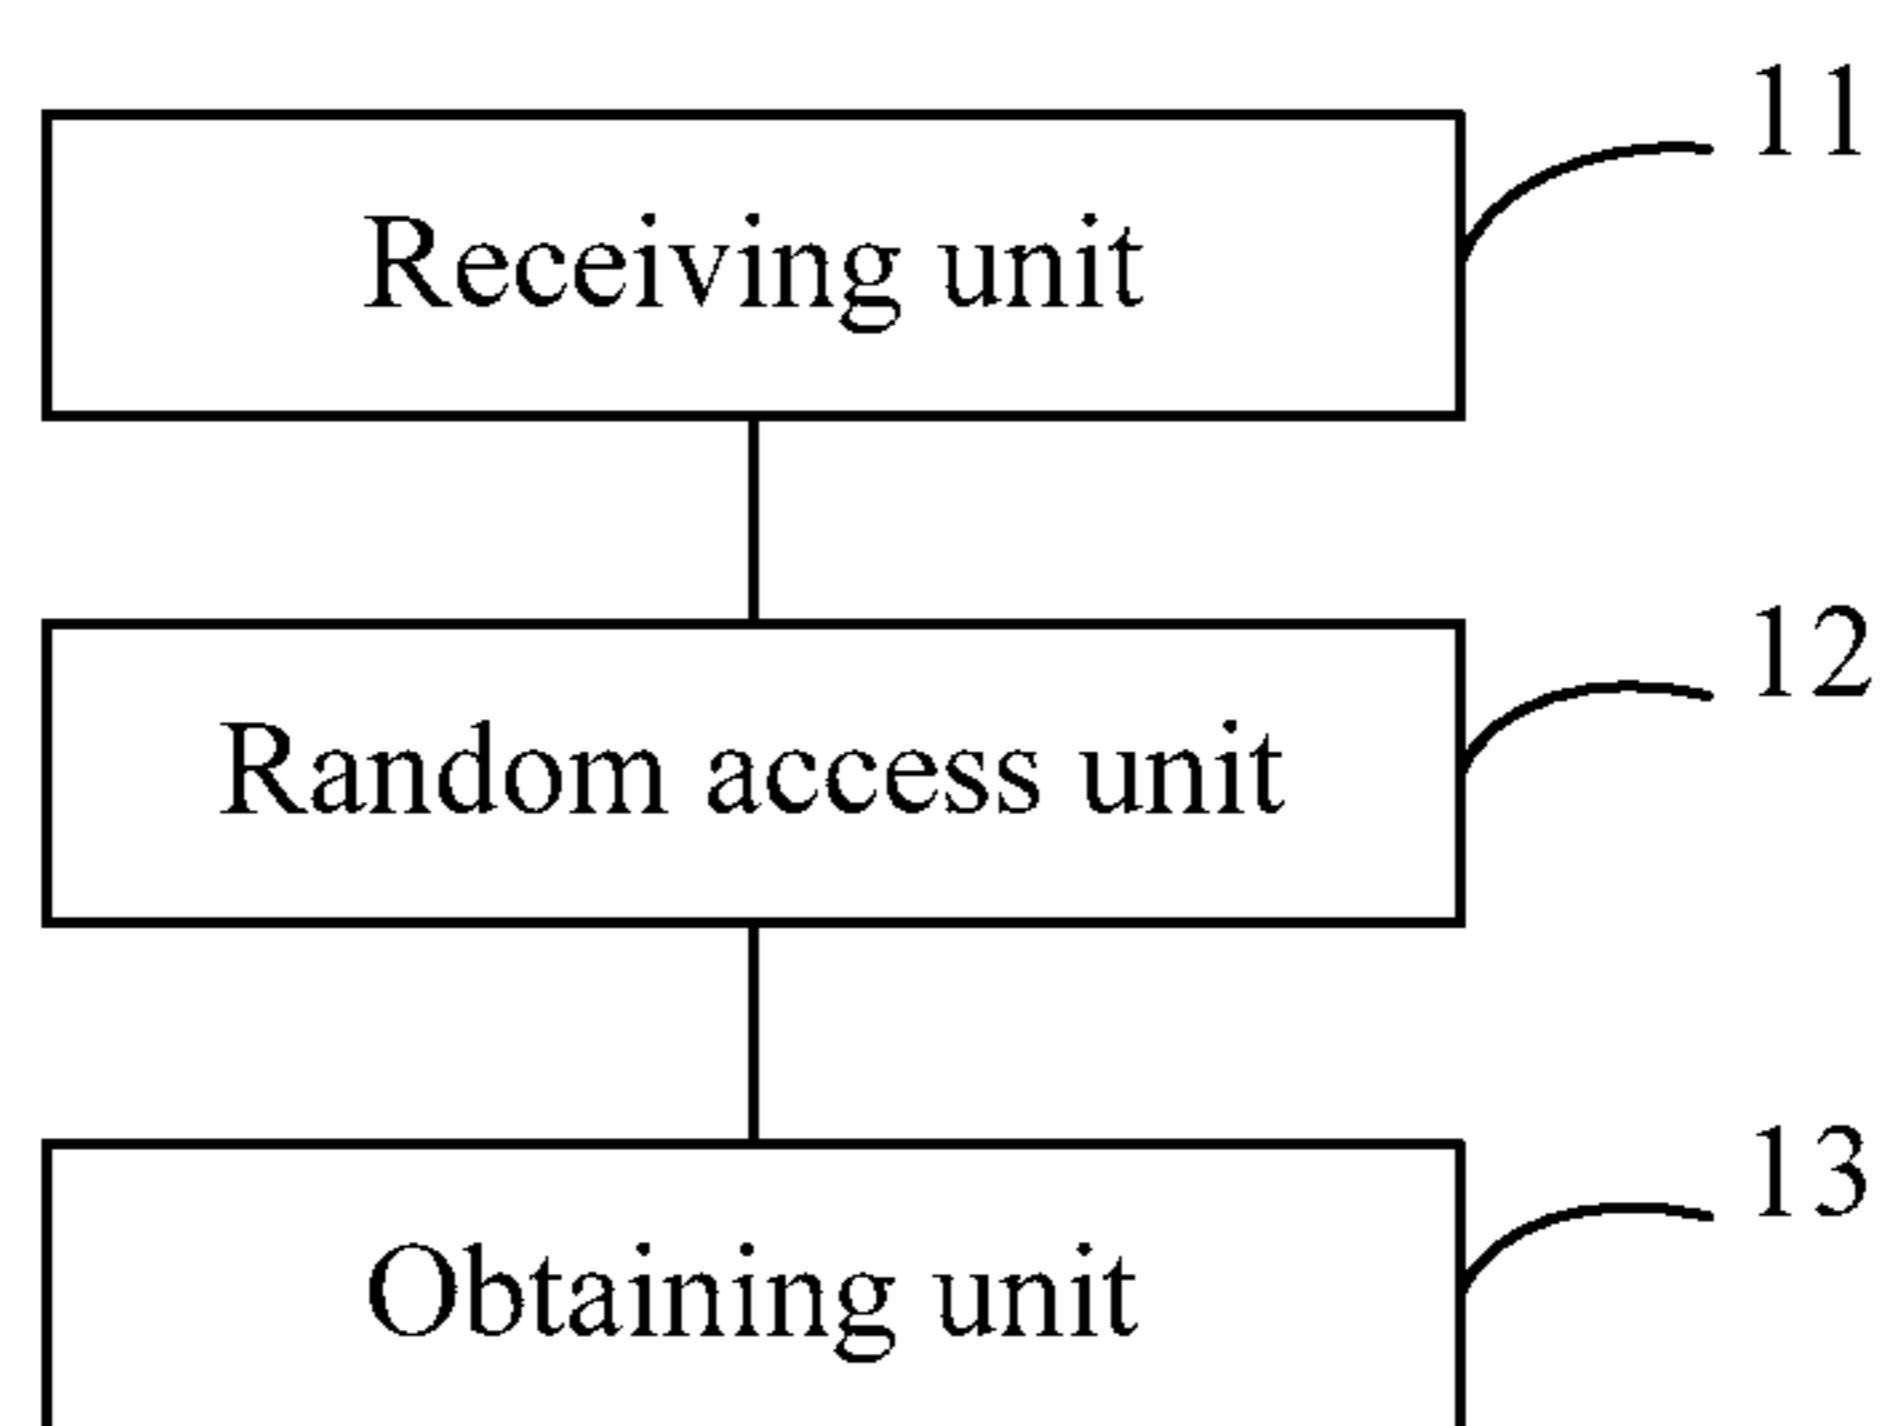 11
Receiving unit
12
Random access unit
13
Obtaining unit